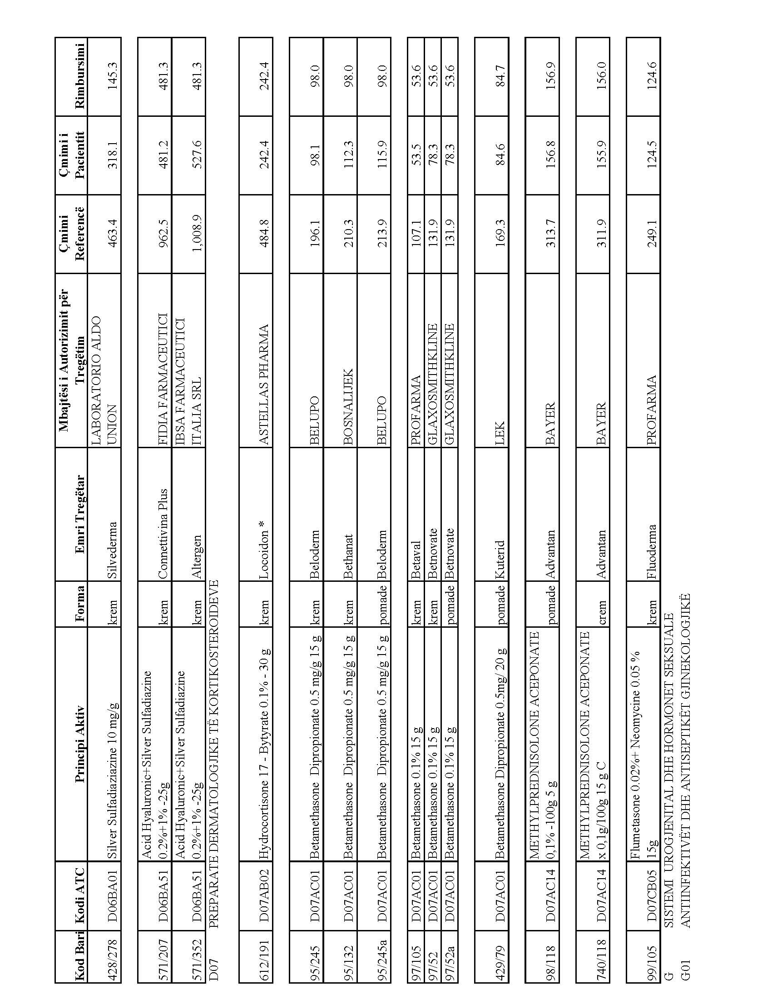 Kod Bari Kodi ATC Principi Aktiv Forma Emri Tregëtar Mbajtësi i Autorizimit për Tregëtim Çmimi Referencë Çmimi i Pacientit Rimbursimi
428/278 D06BA01 Silver Sulfadiaziazine 10 mg/g krem Silvederma LABORATORIO ALDO UNION 463.4 318.1 145.3
571/207 D06BA51 Acid Hyaluronic+Silver Sulfadiazine 0.2%+1% -25g krem Connettivina Plus FIDIA FARMACEUTICI 962.5 481.2 481.3
571/352 D06BA51 Acid Hyaluronic+Silver Sulfadiazine 0.2%+1% -25g krem Altergen IBSA FARMACEUTICI ITALIA SRL 1,008.9 527.6 481.3
D07 PREPARATE DERMATOLOGJIKE TË KORTIKOSTEROIDEVE
612/191 D07AB02 Hydrocortisone 17 - Bytyrate 0.1% - 30 g krem Locoidon * ASTELLAS PHARMA 484.8 242.4 242.4
95/245 D07AC01 Betamethasone Dipropionate 0.5 mg/g 15 g krem Beloderm BELUPO 196.1 98.1 98.0
95/132 D07AC01 Betamethasone Dipropionate 0.5 mg/g 15 g krem Bethanat BOSNALIJEK 210.3 112.3 98.0
95/245a D07AC01 Betamethasone Dipropionate 0.5 mg/g 15 g pomade Beloderm BELUPO 213.9 115.9 98.0
97/105 D07AC01 Betamethasone 0.1% 15 g krem Betaval PROFARMA 107.1 53.5 53.6
97/52 D07AC01 Betamethasone 0.1% 15 g krem Betnovate GLAXOSMITHKLINE 131.9 78.3 53.6
97/52a D07AC01 Betamethasone 0.1% 15 g pomade Betnovate GLAXOSMITHKLINE 131.9 78.3 53.6
429/79 D07AC01 Betamethasone Dipropionate 0.5mg/ 20 g pomade Kuterid LEK 169.3 84.6 84.7
98/118 D07AC14 METHYLPREDNISOLONE ACEPONATE 0,1% -100g 5 g pomade Advantan BAYER 313.7 156.8 156.9
740/118 D07AC14 METHYLPREDNISOLONE ACEPONATE x 0,1g/100g 15 g C crem Advantan BAYER 311.9 155.9 156.0
99/105 D07CB05 Flumetasone 0.02%+ Neomycine 0.05 % 15g krem Fluoderma PROFARMA 249.1 124.5 124.6
G SISTEMI UROGJENITAL DHE HORMONET SEKSUALE
G01 ANTIINFEKTIVËT DHE ANTISEPTIKËT GJINEKOLOGJIKË